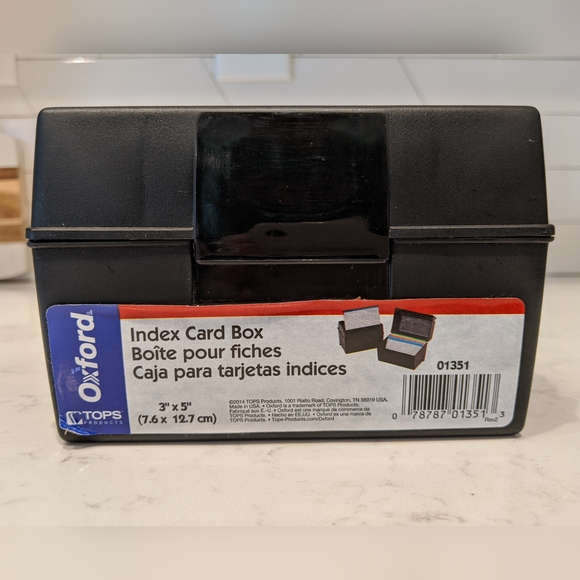 Oxford
TOPS
PRODUCTS
Index Card Box
Boîte pour fiches
Caja para tarjetas indices
3" x 5"
(7.6 x 12.7 cm)
©2014 TOPS Products, 1001 Rialto Road, Covington, TN 38019 USA.
Made in USA. • Oxford is a trademark of TOPS Products.
Fabriqué aux É.-U. • Oxford est une marque de commerce de
TOPS Products. • Hecho en EE.UU. • Oxford es una marca de
TOPS Products. • Tops-Products.com/Oxford
01351
0 78787 01351 3
Rev2